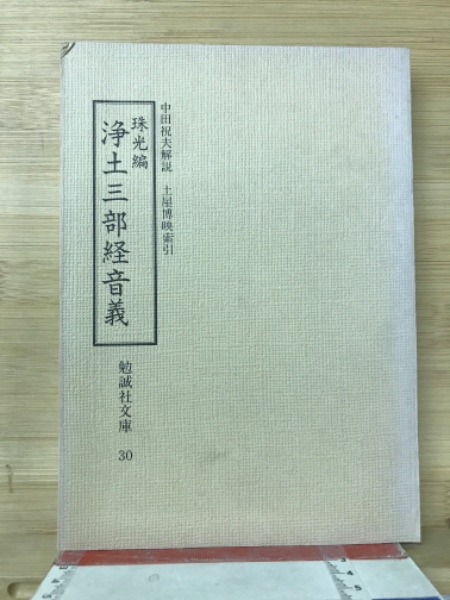 中田祝夫解説 土屋博映索引
珠光編
浄土三部経音義
勉誠社文庫 30